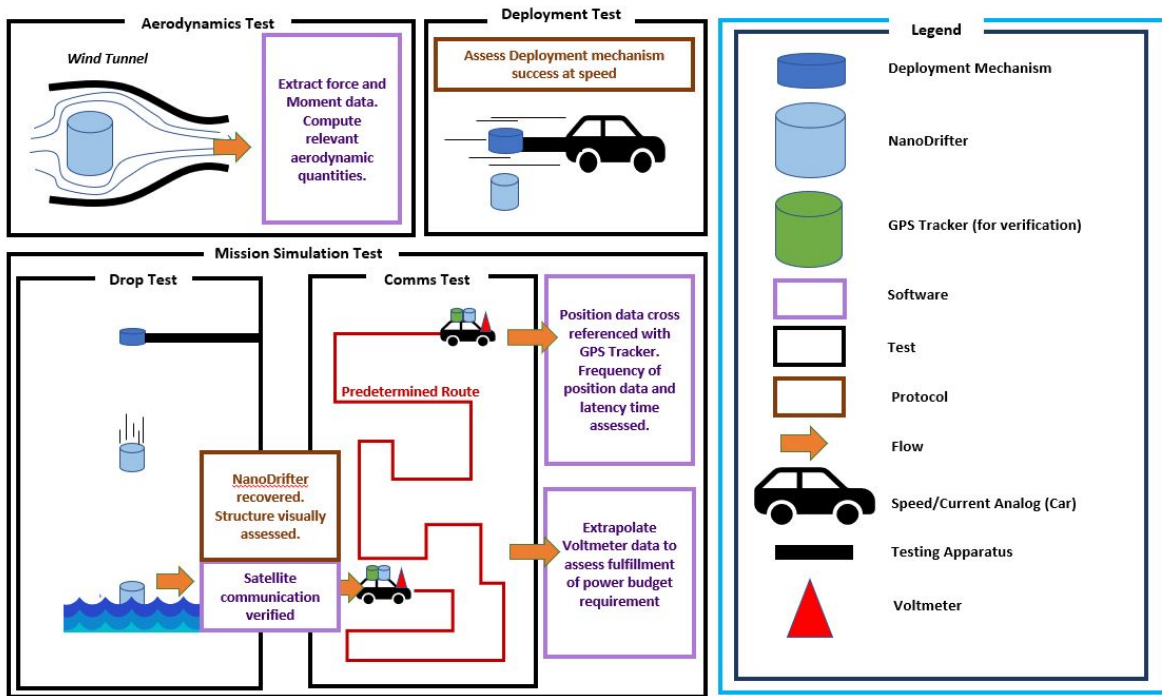 Aerodynamics Test
Wind Tunnel
Extract force and
Moment data.
Compute
relevant
aerodynamic
quantities.
Deployment Test
Assess Deployment mechanism
success at speed
Mission Simulation Test
Drop Test
NanoDrifter
recovered.
Structure visually
assessed.
Satellite
communication
verified
Comms Test
Predetermined Route
Position data cross
referenced with
GPS Tracker.
Frequency of
position data and
latency time
assessed.
Extrapolate
Voltmeter data to
assess fulfillment
of power budget
requirement
Legend
Deployment Mechanism
NanoDrifter
GPS Tracker (for verification)
Software
Test
Protocol
Flow
Speed/Current Analog (Car)
Testing Apparatus
Voltmeter